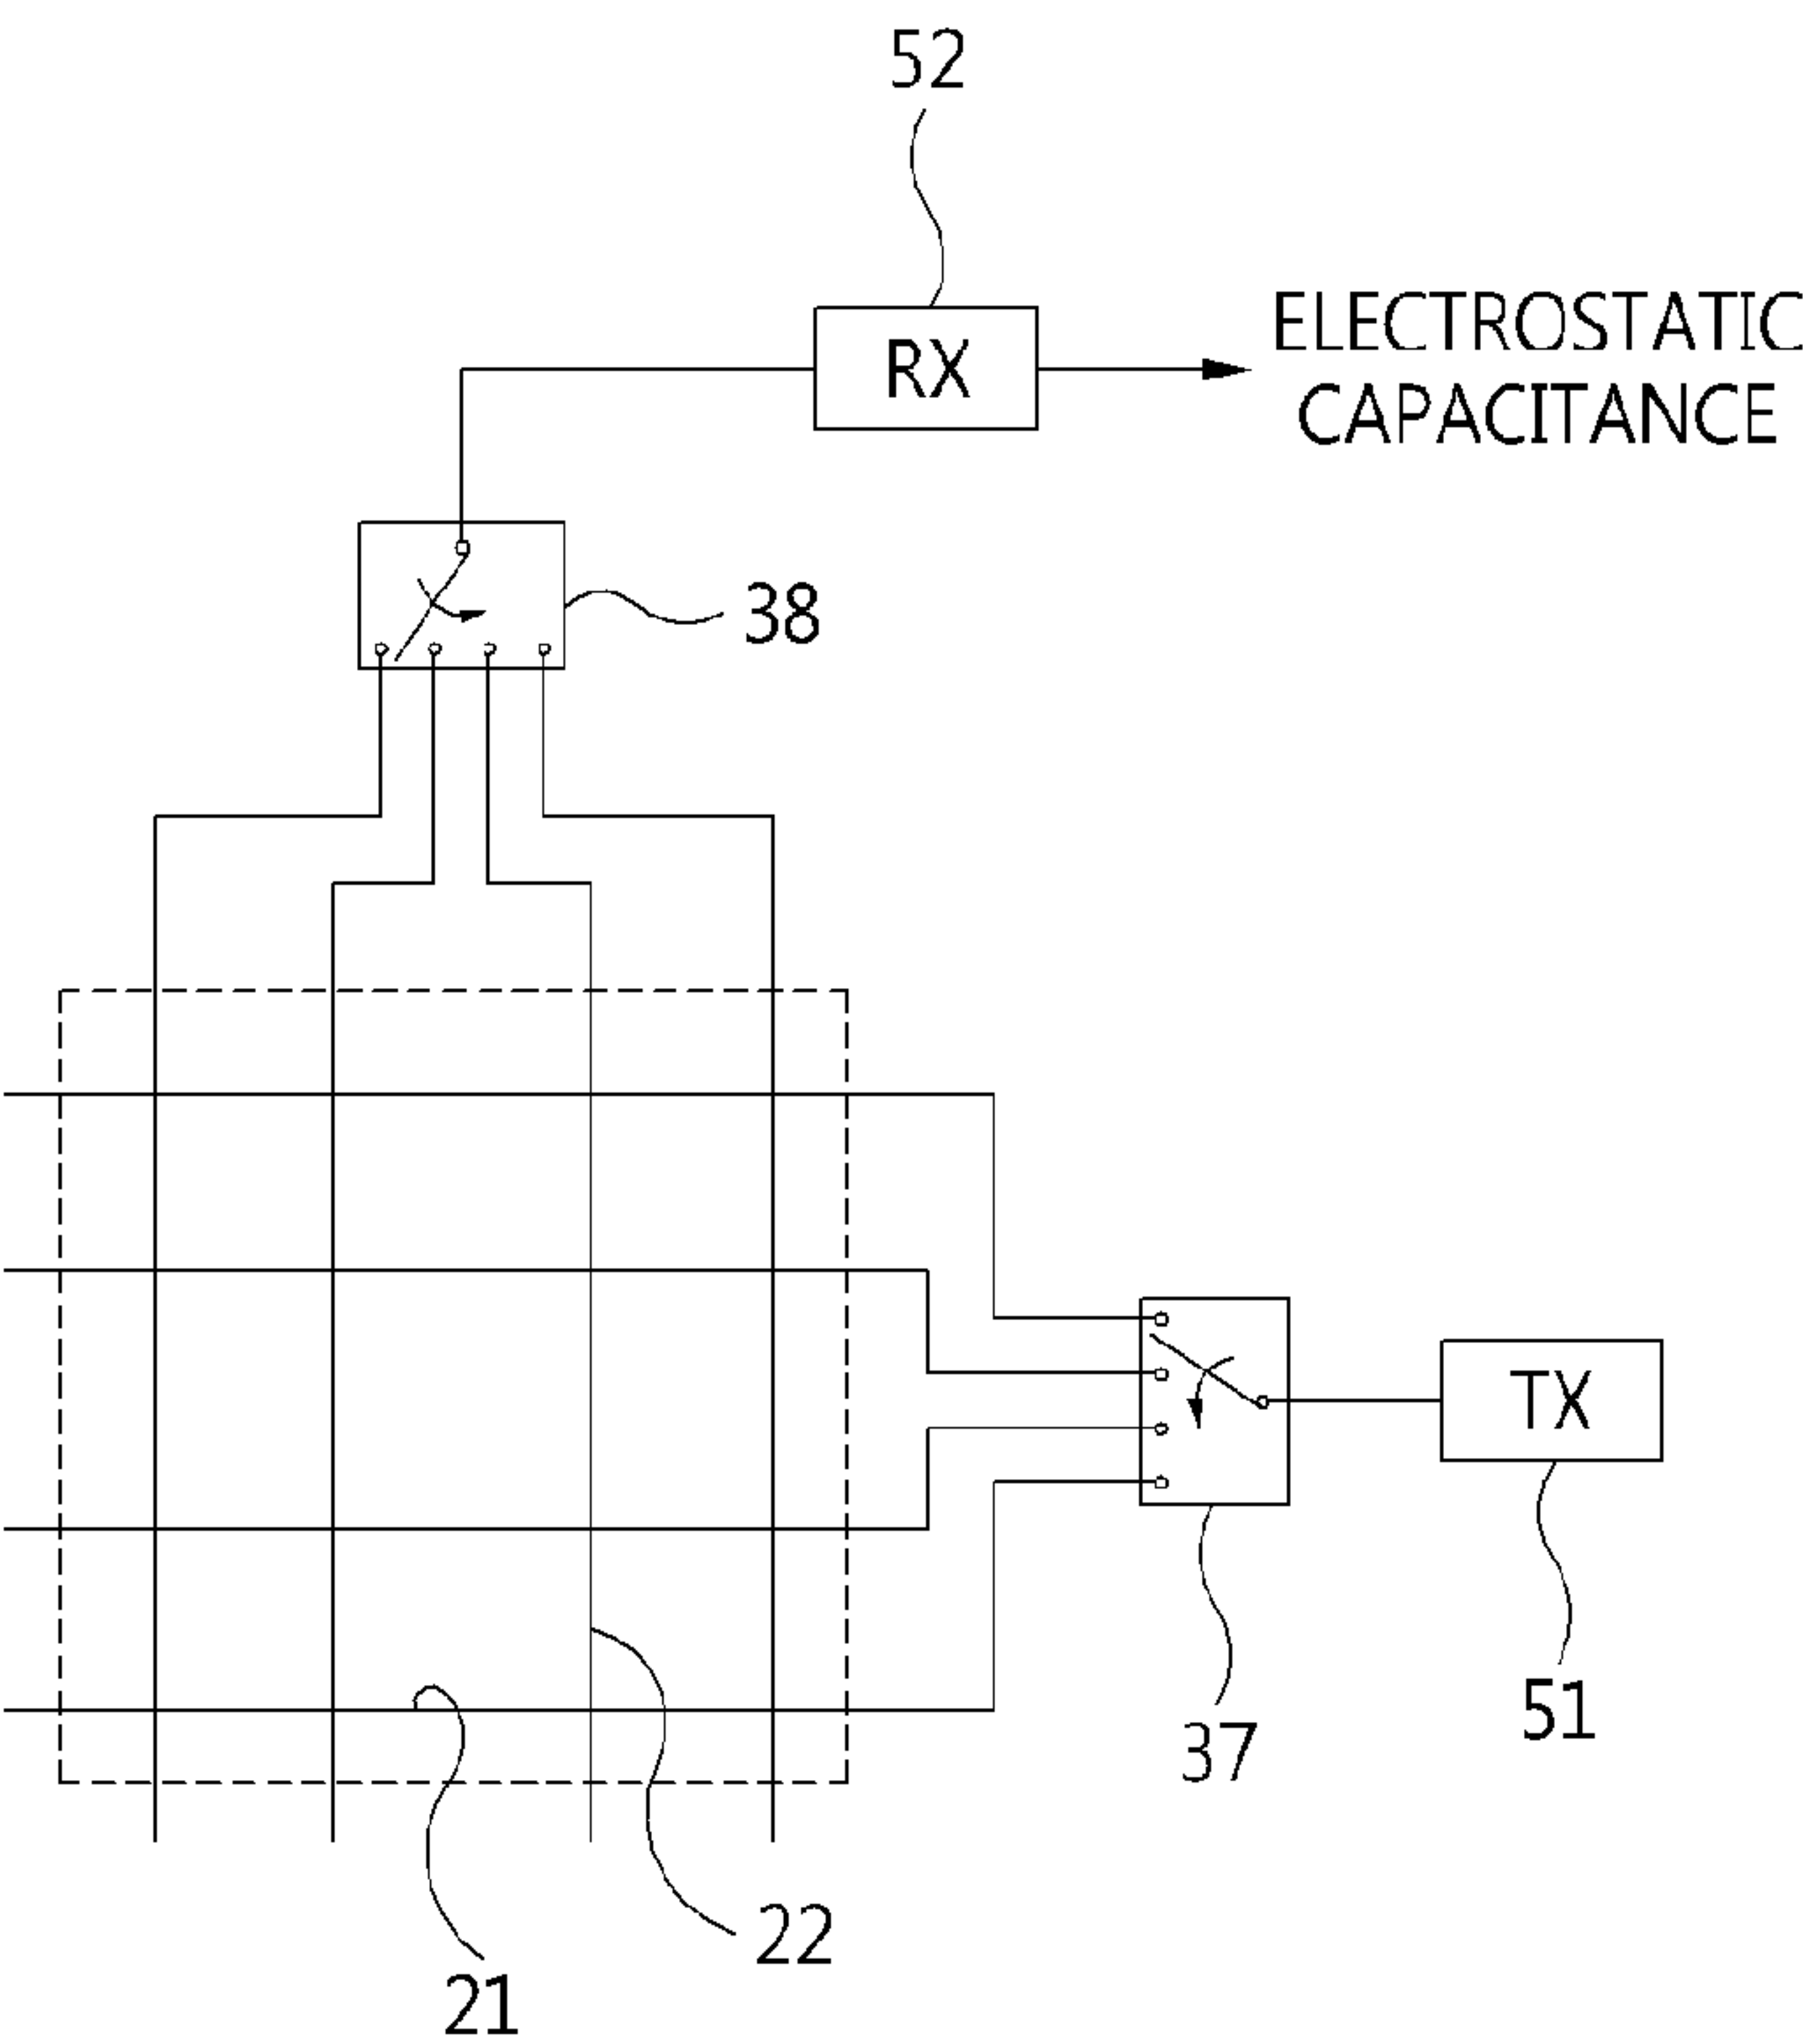 52
RX
ELECTROSTATIC
CAPACITANCE
38
TX
51
37
22
21